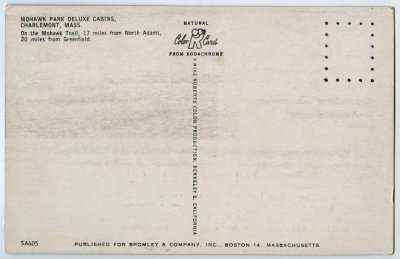 MOHAWK PARK DELUXE CABINS,
CHARLEMONT, MASS.
On the Mohawk Trail, 17 miles from North Adams,
20 miles from Greenfield.
NATURAL
Color Card
FROM KODACHROME
A MIKE ROBERTS COLOR PRODUCTION, BERKELEY 2, CALIFORNIA
SA605
PUBLISHED FOR BROMLEY & COMPANY, INC., BOSTON 14, MASSACHUSETTS